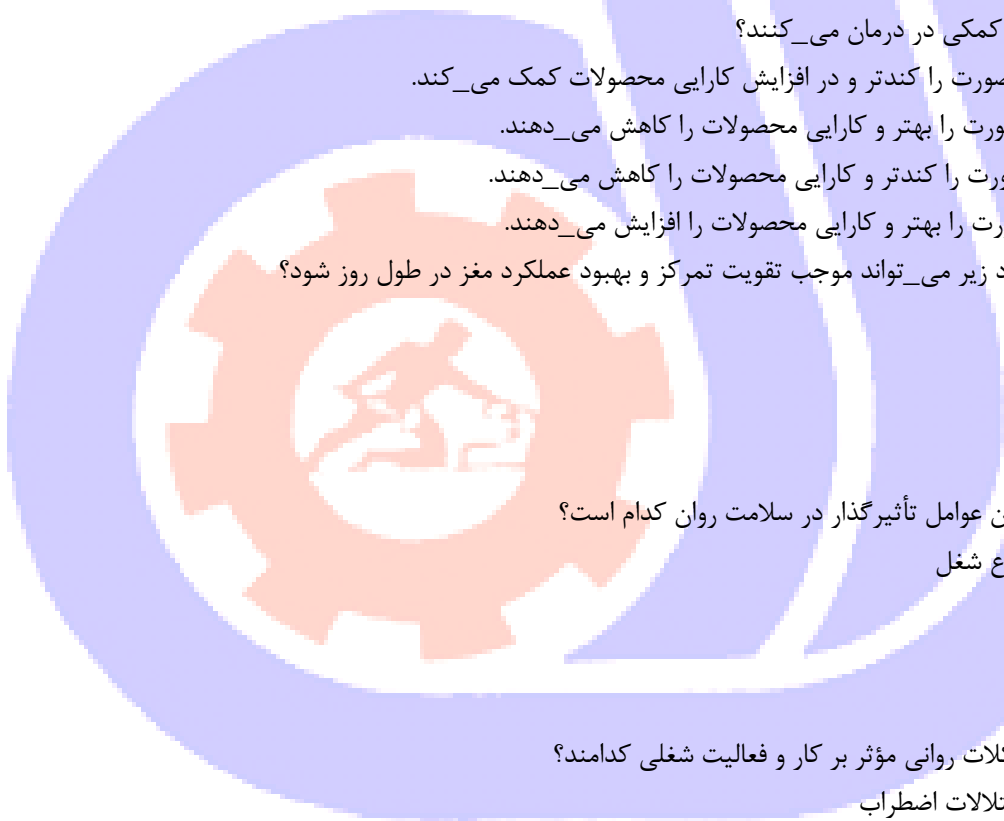 کمکی در درمان می_کنند؟
صورت را کندتر و در افزایش کارایی محصولات کمک می_کند.
ورت را بهتر و کارایی محصولات را کاهش می_دهند.
ورت را کندتر و کارایی محصولات را کاهش می_دهند.
رت را بهتر و کارایی محصولات را افزایش می_دهند.
د زیر می_تواند موجب تقویت تمرکز و بهبود عملکرد مغز در طول روز شود؟
ن عوامل تأثیرگذار در سلامت روان کدام است؟
ع شغل
کلات روانی مؤثر بر کار و فعالیت شغلی کدامند؟
تلالات اضطراب